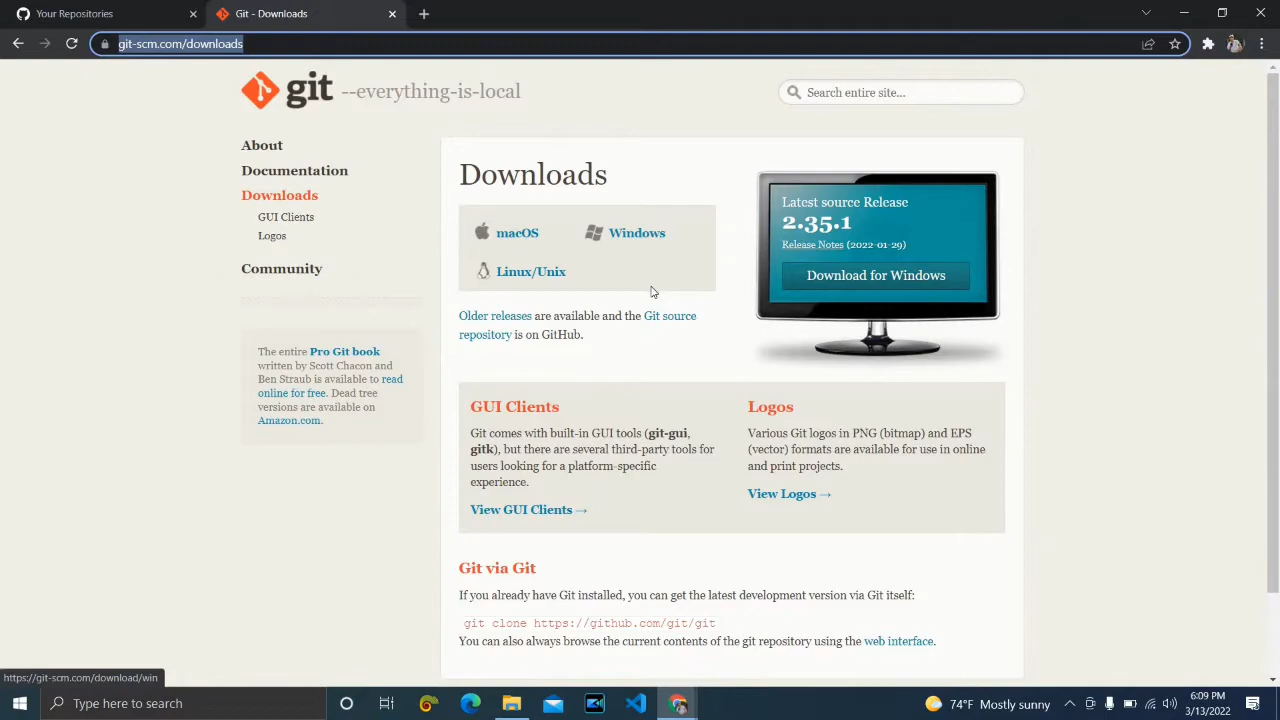 Your Repositories
Git - Downloads
git-scm.com/downloads
git --everything-is-local
Search entire site...
About
Documentation
Downloads
GUI Clients
Logos
Community
The entire Pro Git book
written by Scott Chacon and
Ben Straub is available to read
online for free. Dead tree
versions are available on
Amazon.com.
Downloads
macOS
Windows
Linux/Unix
Older releases are available and the Git source
repository is on GitHub.
Latest source Release
2.35.1
Release Notes (2022-01-29)
Download for Windows
GUI Clients
Git comes with built-in GUI tools (git-gui,
gitk), but there are several third-party tools for
users looking for a platform-specific
experience.
View GUI Clients →
Logos
Various Git logos in PNG (bitmap) and EPS
(vector) formats are available for use in online
and print projects.
View Logos →
Git via Git
If you already have Git installed, you can get the latest development version via Git itself:
git clone https://github.com/git/git
You can also always browse the current contents of the git repository using the web interface.
https://git-scm.com/download/win
Type here to search
74°F Mostly sunny
6:09 PM
3/13/2022